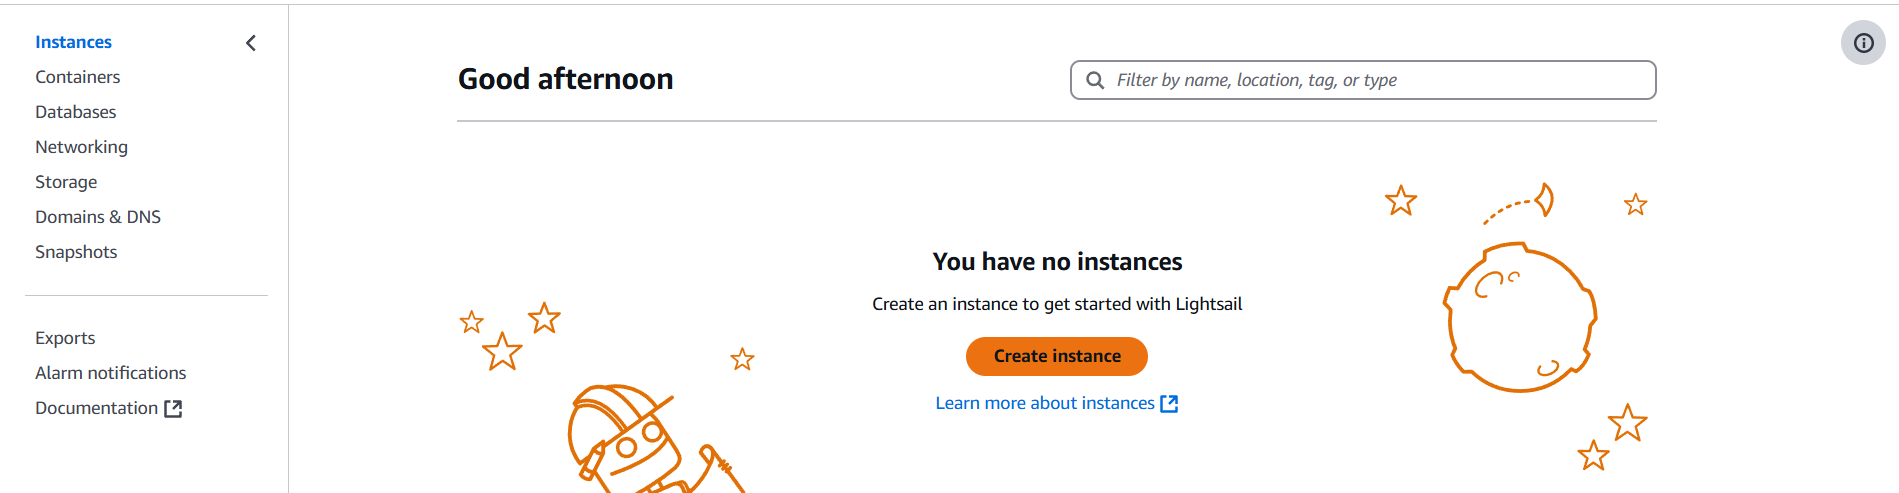 Instances
Containers
Databases
Networking
Storage
Domains & DNS
Snapshots
Exports
Alarm notifications
Documentation
Good afternoon
Filter by name, location, tag, or type
You have no instances
Create an instance to get started with Lightsail
Create instance
Learn more about instances